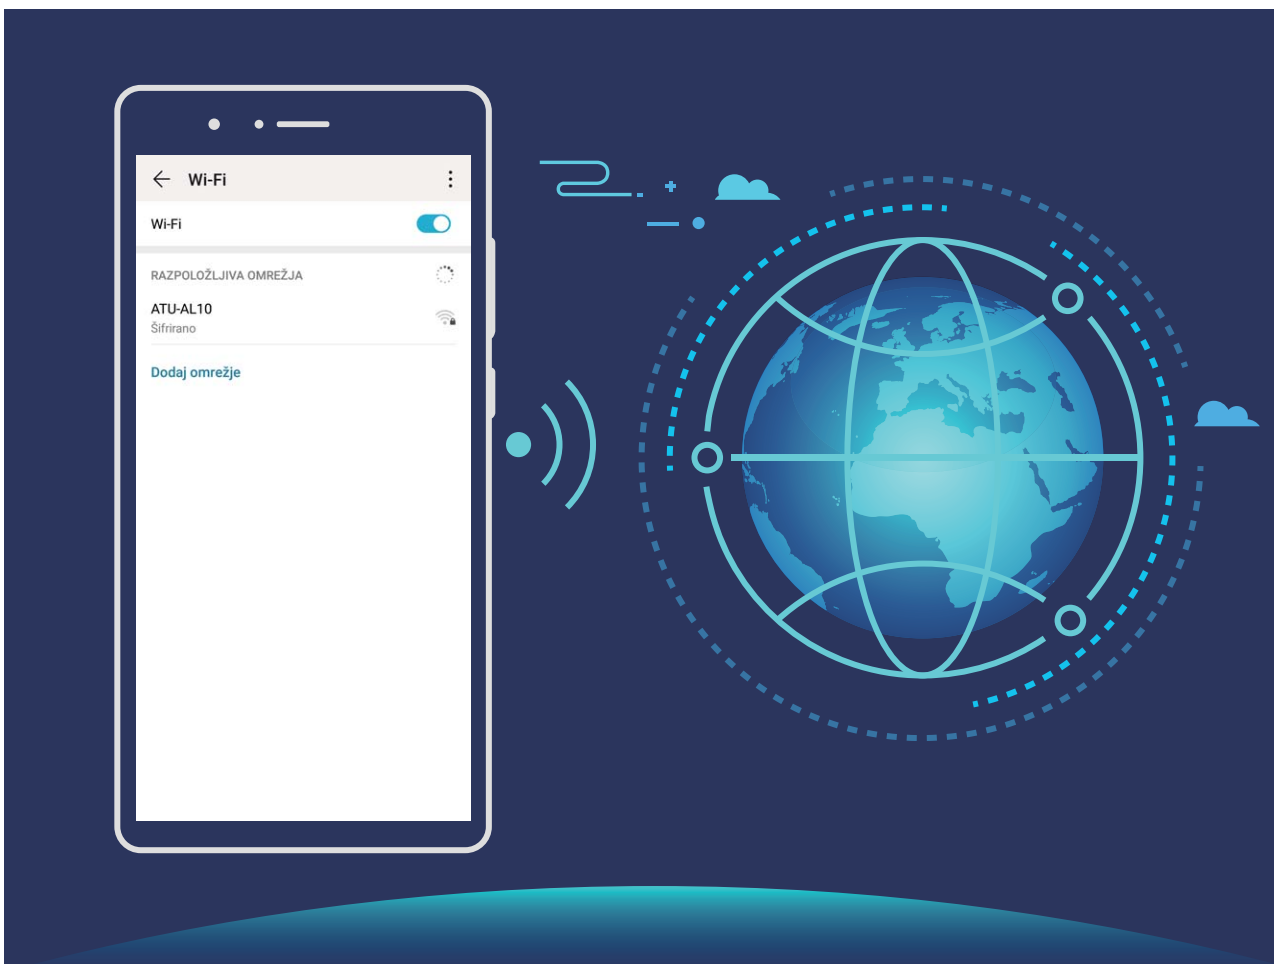 Wi-Fi
Wi-Fi
RAZPOLOŽLJIVA OMREŽJA
ATU-AL10
Šifrirano
Dodaj omrežje